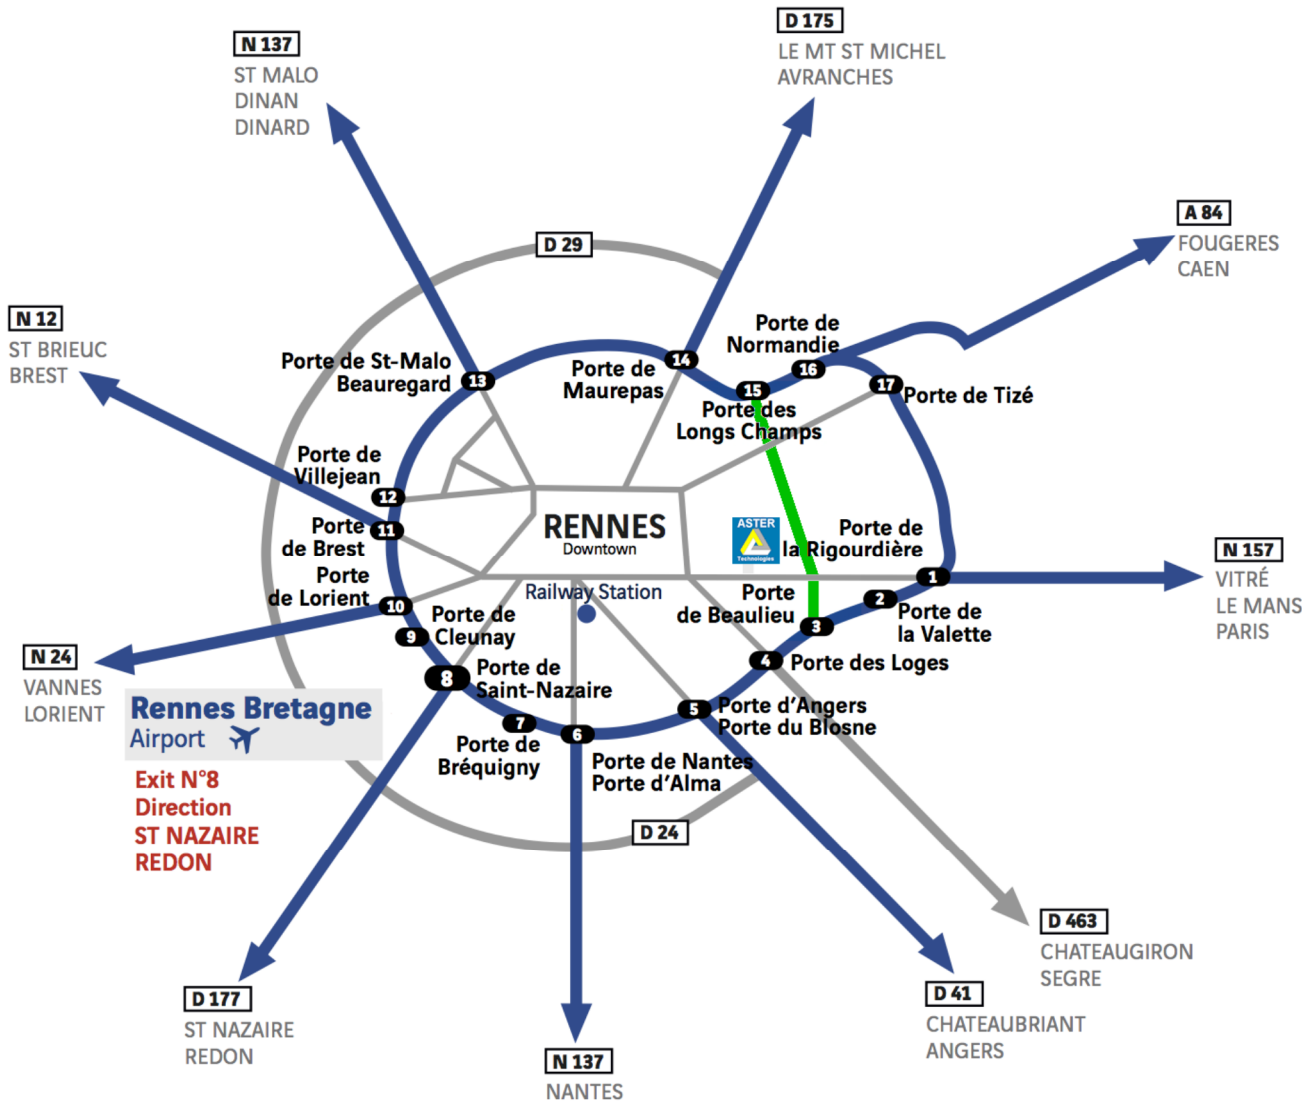 D 175
LE MT ST MICHEL
AVRANCHES
N 137
ST MALO
DINAN
DINARD
A 84
FOUGERES
CAEN
D 29
N 12
ST BRIEUC
BREST
Porte de
Normandie
16
Porte de St-Malo
Beauregard
13
Porte de
Maurepas
14
15
Porte des
Longs Champs
17
Porte de Tizé
Porte de
Villejean
12
Porte
de Brest
11
RENNES
Downtown
ASTER
Technologies
Porte de
la Rigourdière
1
N 157
VITRÉ
LE MANS
PARIS
Porte
de Lorient
10
Railway Station
Porte
de Beaulieu
3
2
Porte de
la Valette
9
Porte de
Cleunay
N 24
VANNES
LORIENT
8
Porte de
Saint-Nazaire
4
Porte des Loges
Rennes Bretagne
Airport
Exit N°8
Direction
ST NAZAIRE
REDON
7
Porte de
Bréquigny
6
Porte de Nantes
Porte d’Alma
5
Porte d’Angers
Porte du Blosne
D 24
D 463
CHATEAUGIRON
SEGRE
D 177
ST NAZAIRE
REDON
D 41
CHATEAUBRIANT
ANGERS
N 137
NANTES